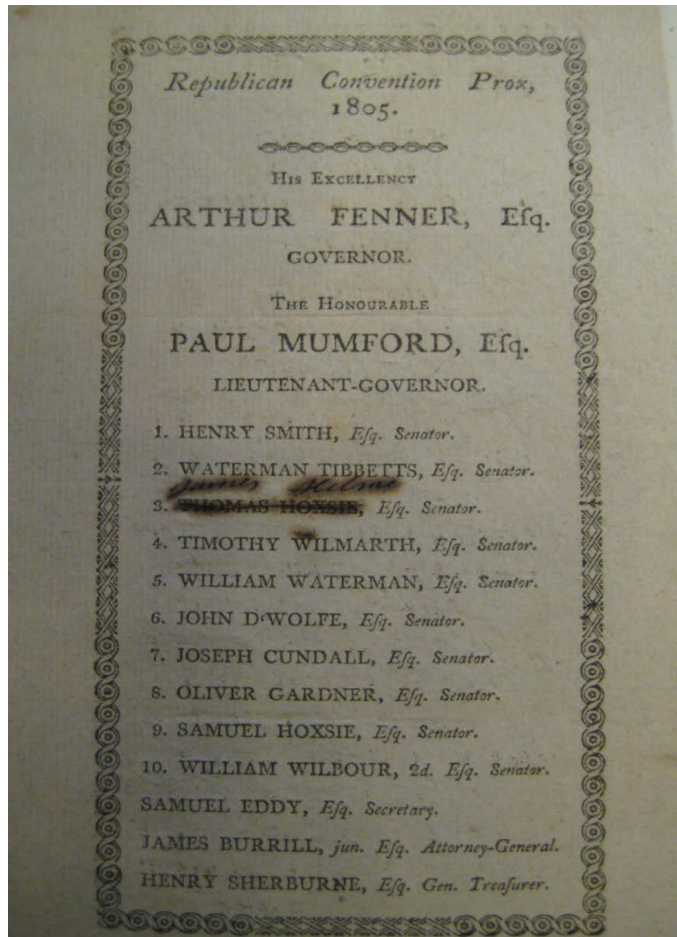 Republican Convention Prox,
1805.
His Excellency
ARTHUR FENNER, Eſq.
GOVERNOR.
The Honourable
PAUL MUMFORD, Eſq.
LIEUTENANT-GOVERNOR.
1. HENRY SMITH, Eſq. Senator.
2. WATERMAN TIBBETTS, Eſq. Senator.
James Helme
3. THOMAS HOXSIE, Eſq. Senator.
4. TIMOTHY WILMARTH, Eſq. Senator.
5. WILLIAM WATERMAN, Eſq. Senator.
6. JOHN D‘WOLFE, Eſq. Senator.
7. JOSEPH CUNDALL, Eſq. Senator.
8. OLIVER GARDNER, Eſq. Senator.
9. SAMUEL HOXSIE, Eſq. Senator.
10. WILLIAM WILBOUR, 2d. Eſq. Senator.
SAMUEL EDDY, Eſq. Secretary.
JAMES BURRILL, jun. Eſq. Attorney-General.
HENRY SHERBURNE, Eſq. Gen. Treaſurer.